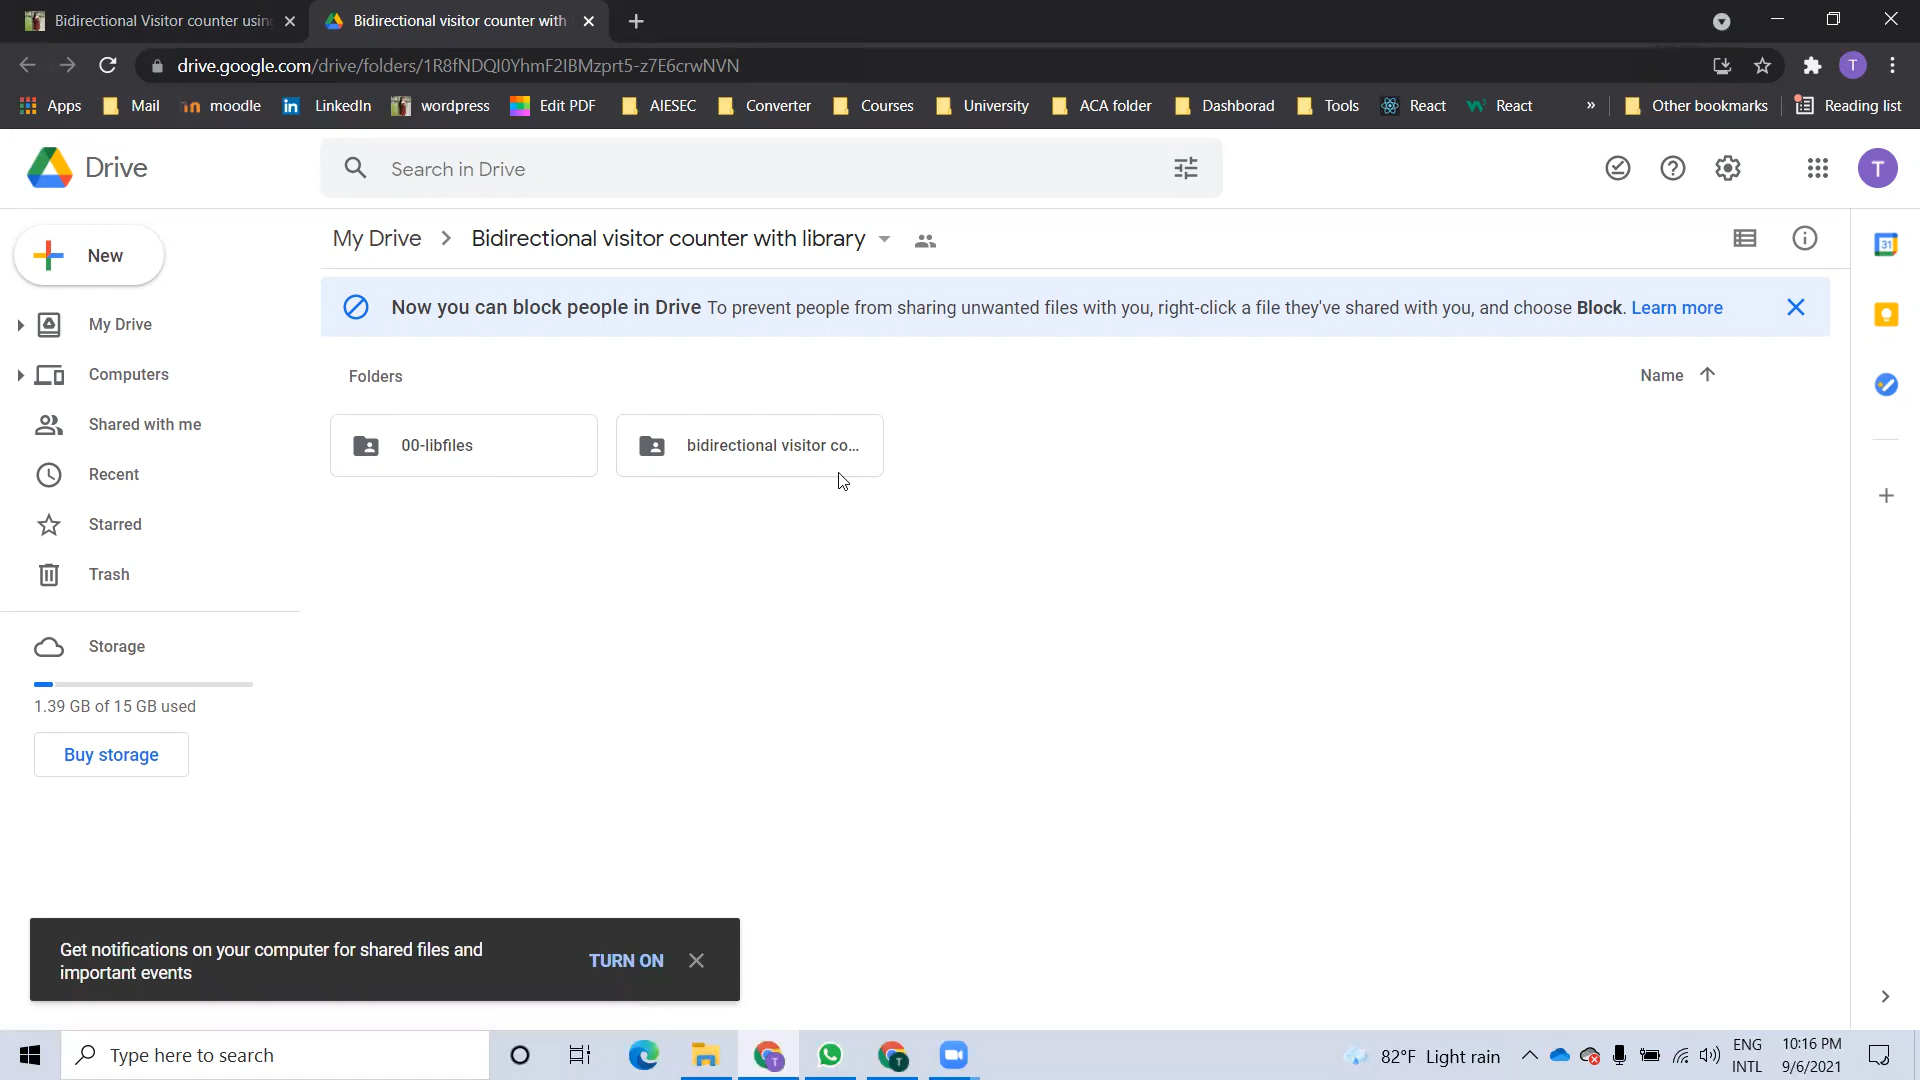 Bidirectional Visitor counter usin
Bidirectional visitor counter with
drive.google.com/drive/folders/1R8fNDQI0YhmF2IBMzprt5-z7E6crwNVN
T
Apps Mail moodle LinkedIn wordpress Edit PDF AIESEC Converter Courses University ACA folder Dashborad Tools React React » Other bookmarks Reading list
Drive
Search in Drive
T
New
My Drive
Computers
Shared with me
Recent
Starred
Trash
Storage
1.39 GB of 15 GB used
Buy storage
My Drive > Bidirectional visitor counter with library
Now you can block people in Drive To prevent people from sharing unwanted files with you, right-click a file they've shared with you, and choose Block. Learn more
Folders
Name
00-libfiles
bidirectional visitor co...
31
Get notifications on your computer for shared files and
important events
TURN ON
Type here to search
82°F Light rain
ENG
INTL
10:16 PM
9/6/2021